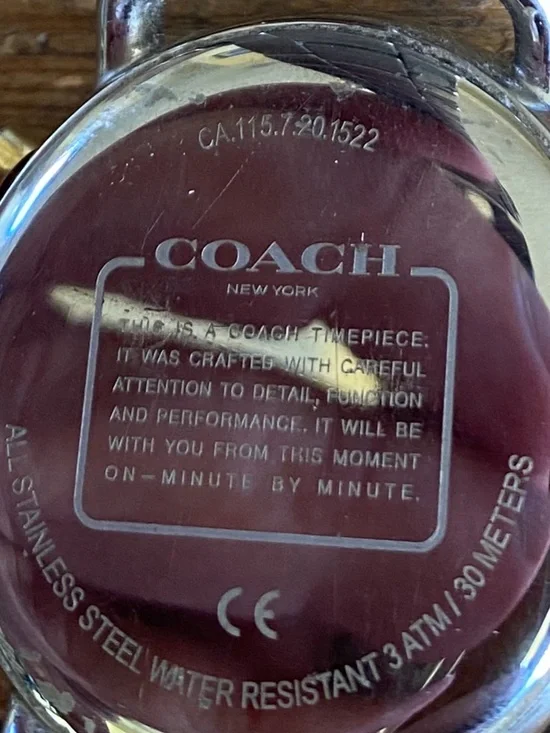 CA.115.7.20.1522
COACH
NEW YORK
THIS IS A COACH TIMEPIECE.
IT WAS CRAFTED WITH CAREFUL
ATTENTION TO DETAIL, FUNCTION
AND PERFORMANCE. IT WILL BE
WITH YOU FROM THIS MOMENT
ON—MINUTE BY MINUTE.
CE
ALL STAINLESS STEEL WATER RESISTANT 3 ATM / 30 METERS